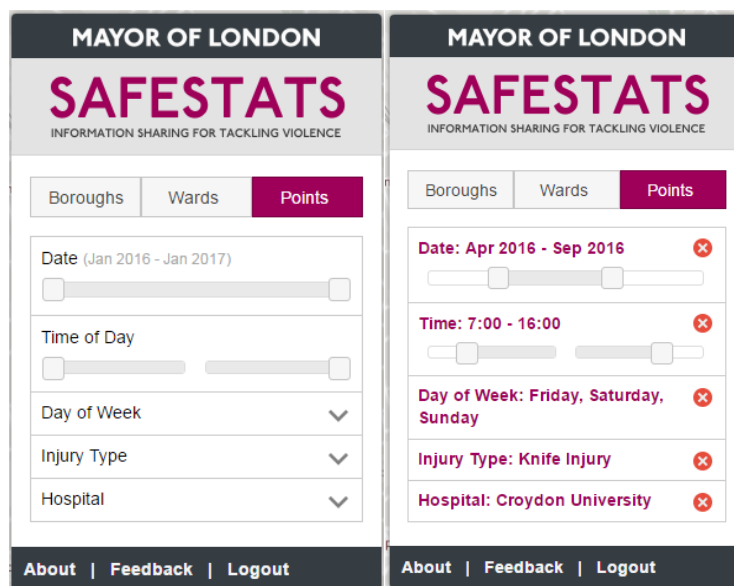 MAYOR OF LONDON
SAFESTATS
INFORMATION SHARING FOR TACKLING VIOLENCE
Boroughs Wards Points
Date (Jan 2016 - Jan 2017)
Time of Day
Day of Week
Injury Type
Hospital
About | Feedback | Logout
MAYOR OF LONDON
SAFESTATS
INFORMATION SHARING FOR TACKLING VIOLENCE
Boroughs Wards Points
Date: Apr 2016 - Sep 2016
Time: 7:00 - 16:00
Day of Week: Friday, Saturday,
Sunday
Injury Type: Knife Injury
Hospital: Croydon University
About | Feedback | Logout